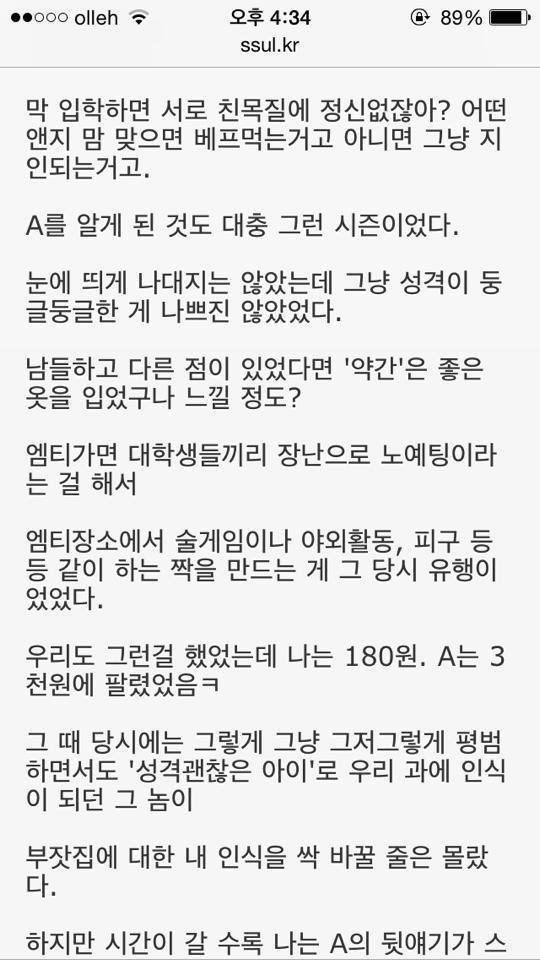 olleh 오후 4:34 89%
ssul.kr
막 입학하면 서로 친목질에 정신없잖아? 어떤
앤지 맘 맞으면 베프먹는거고 아니면 그냥 지
인되는거고.
A를 알게 된 것도 대충 그런 시즌이었다.
눈에 띄게 나대지는 않았는데 그냥 성격이 둥
글둥글한 게 나쁘진 않았었다.
남들하고 다른 점이 있었다면 '약간'은 좋은
옷을 입었구나 느낄 정도?
엠티가면 대학생들끼리 장난으로 노예팅이라
는 걸 해서
엠티장소에서 술게임이나 야외활동, 피구 등
등 같이 하는 짝을 만드는 게 그 당시 유행이
었었다.
우리도 그런걸 했었는데 나는 180원. A는 3
천원에 팔렸었음ㅋ
그 때 당시에는 그렇게 그냥 그저그렇게 평범
하면서도 '성격괜찮은 아이'로 우리 과에 인식
이 되던 그 놈이
부잣집에 대한 내 인식을 싹 바꿀 줄은 몰랐
다.
하지만 시간이 갈 수록 나는 A의 뒷얘기가 스